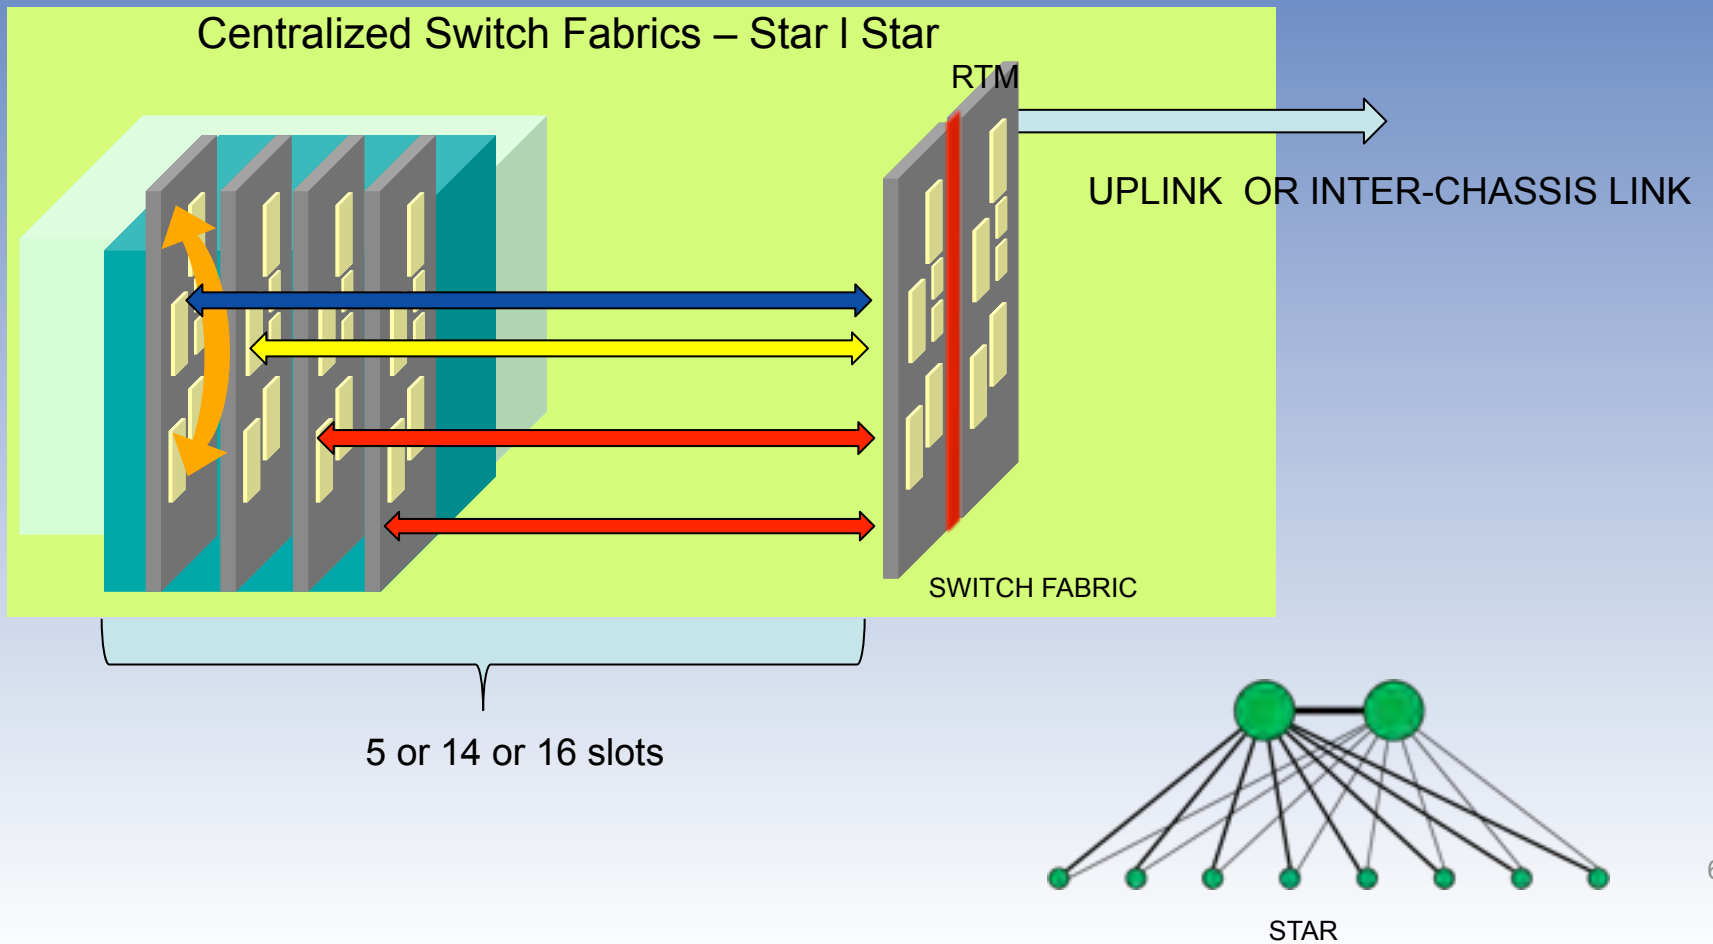 Centralized Switch Fabrics – Star l Star
RTM
UPLINK OR INTER-CHASSIS LINK
SWITCH FABRIC
5 or 14 or 16 slots
STAR